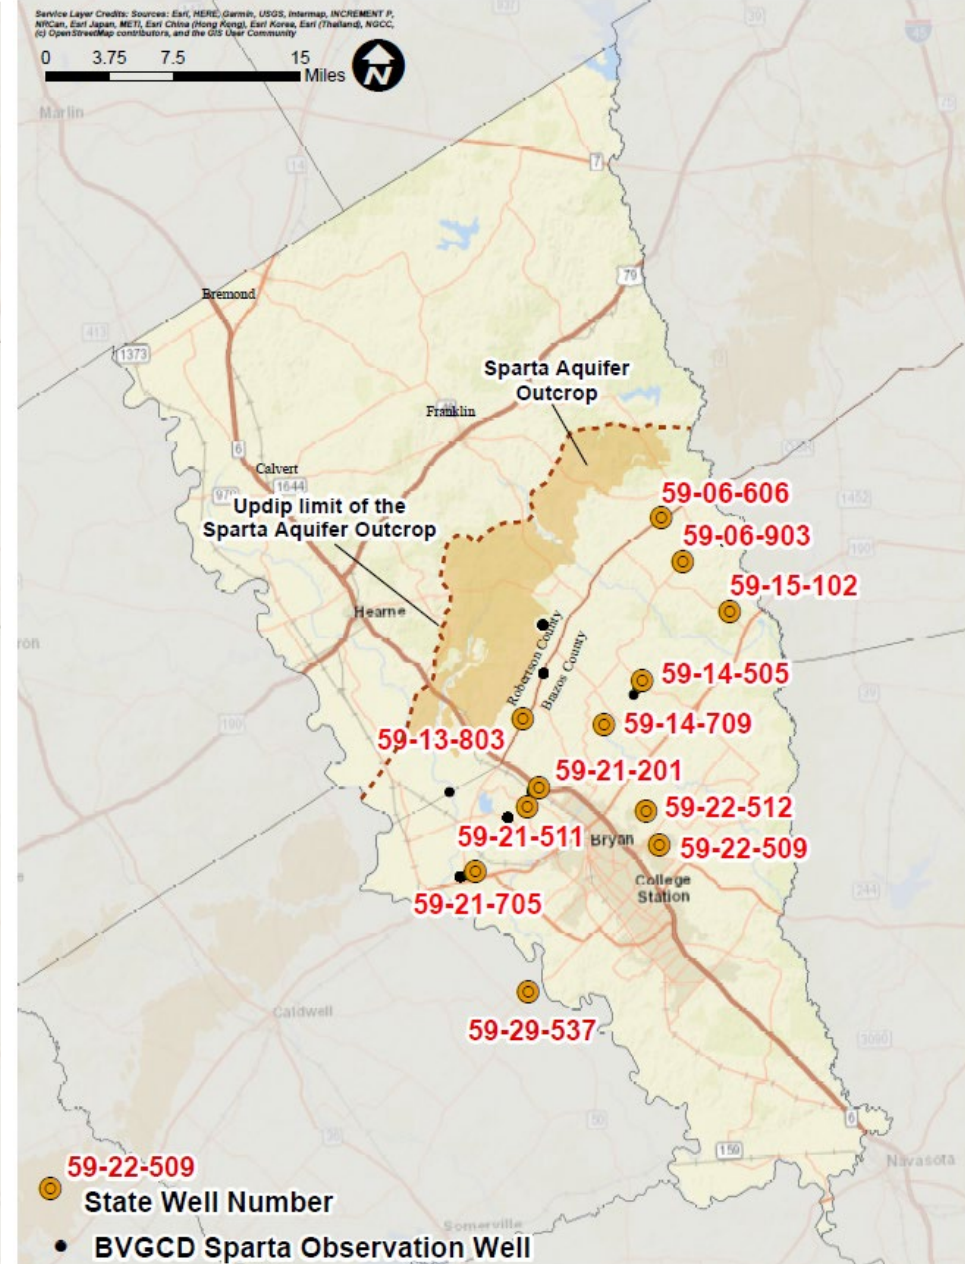 Service Layer Credits: Sources: Esri, HERE, Garmin, USGS, Intermap, INCREMENT P,
NRCan, Esri Japan, METI, Esri China (Hong Kong), Esri Korea, Esri (Thailand), NGCC,
(c) OpenStreetMap contributors, and the GIS User Community
0 3.75 7.5 15
Miles
N
Marlin
14
7
79
Bremond
413
1373
Sparta Aquifer
Outcrop
Franklin
6
Calvert
1644
Updip limit of the
Sparta Aquifer Outcrop
59-06-606
1452
59-06-903
59-15-102
Hearne
Robertson County
Brazos County
59-14-505
59-14-709
59-13-803
59-21-201
59-22-512
59-21-511
Bryan
59-22-509
College
Station
244
59-21-705
Caldwell
59-29-537
50
36
6
159
Navasota
59-22-509
State Well Number
Somerville
BVGCD Sparta Observation Well